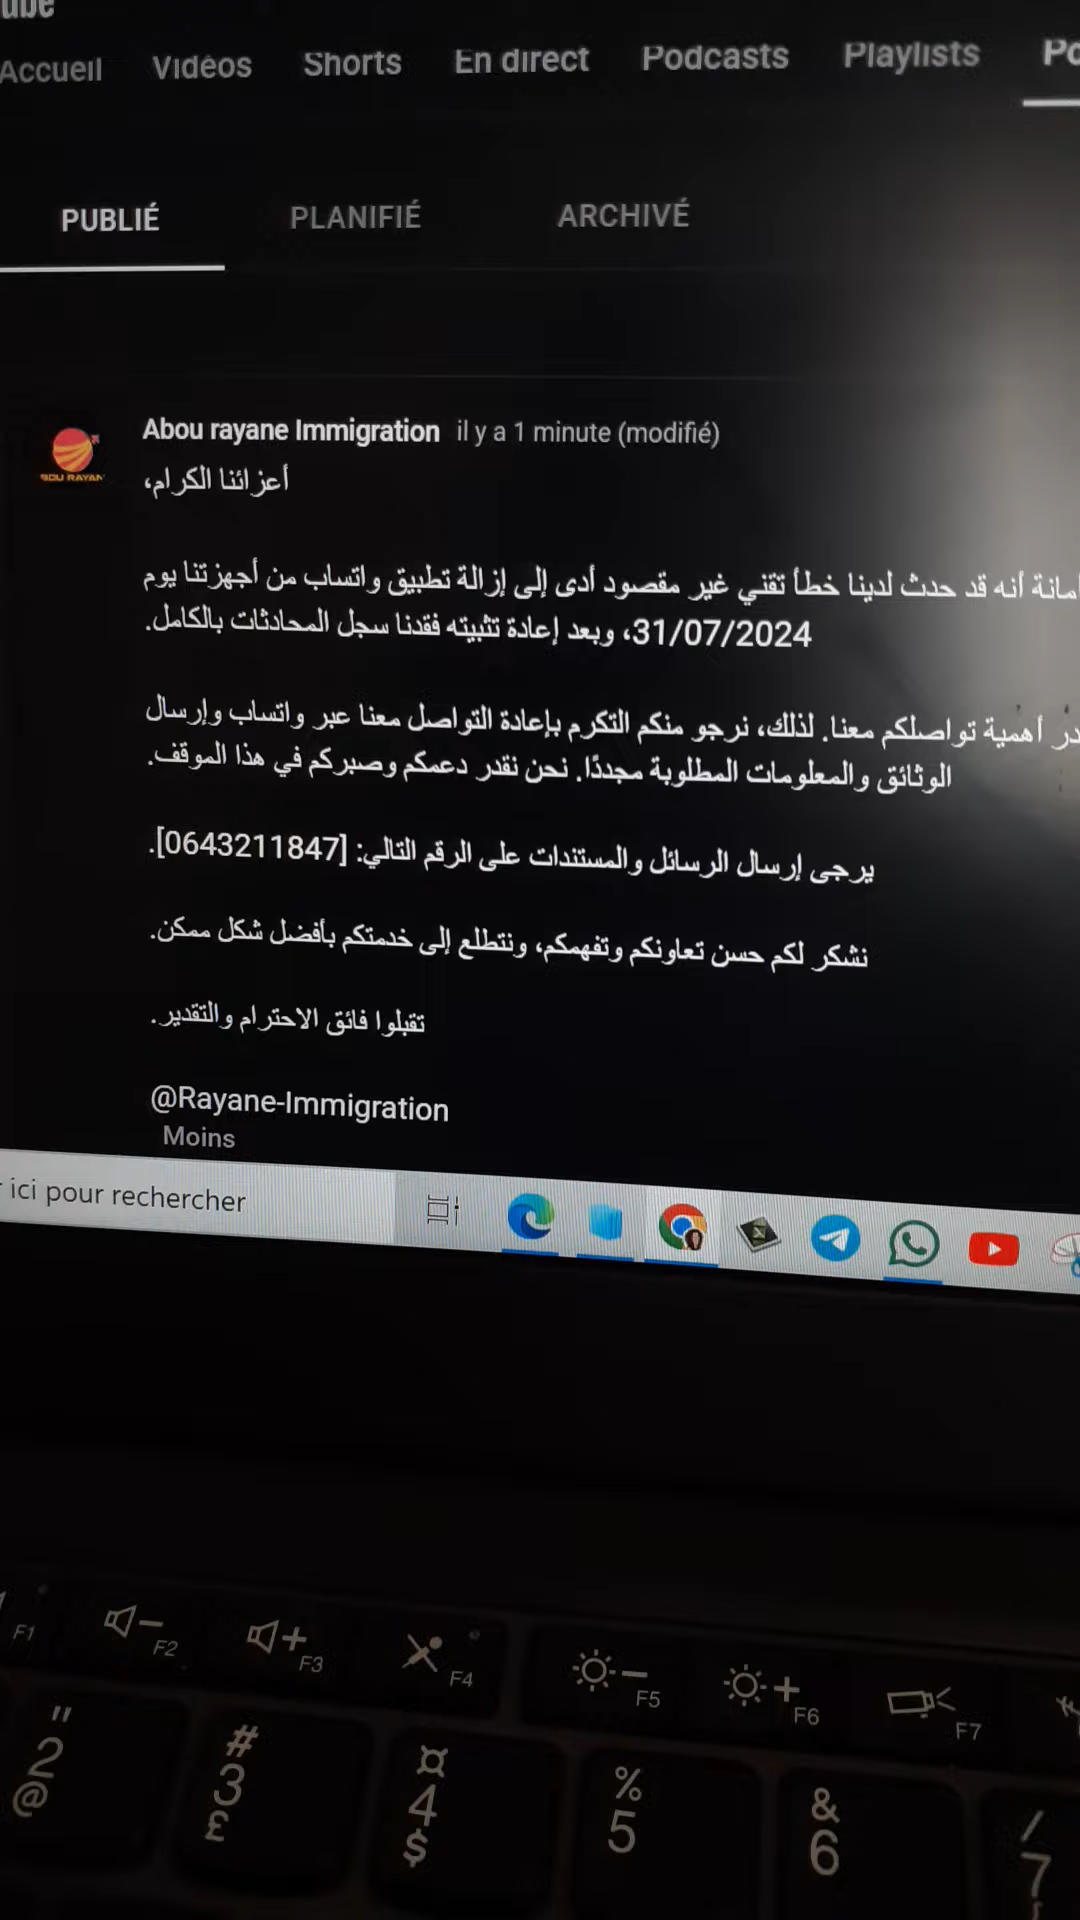 Accueil Vidéos Shorts En direct Podcasts Playlists
PUBLIÉ PLANIFIÉ ARCHIVÉ
Abou rayane Immigration il y a 1 minute (modifié)
أعزائنا الكرام،
أنه قد حدث لدينا خطأ تقني غير مقصود أدى إلى إزالة تطبيق واتساب من أجهزتنا يوم
31/07/2024، وبعد إعادة تثبيته فقدنا سجل المحادثات بالكامل.
أهمية تواصلكم معنا. لذلك، نرجو منكم التكرم بإعادة التواصل معنا عبر واتساب وإرسال
الوثائق والمعلومات المطلوبة مجددًا. نحن نقدر دعمكم وصبركم في هذا الموقف.
يرجى إرسال الرسائل والمستندات على الرقم التالي: [0643211847].
نشكر لكم حسن تعاونكم وتفهمكم، ونتطلع إلى خدمتكم بأفضل شكل ممكن.
تقبلوا فائق الاحترام والتقدير.
@Rayane-Immigration
Moins
ici pour rechercher
F1 F2 F3 F4 F5 F6 F7
" # ¤ % & /
2 3 4 5 6 7
@ £ $